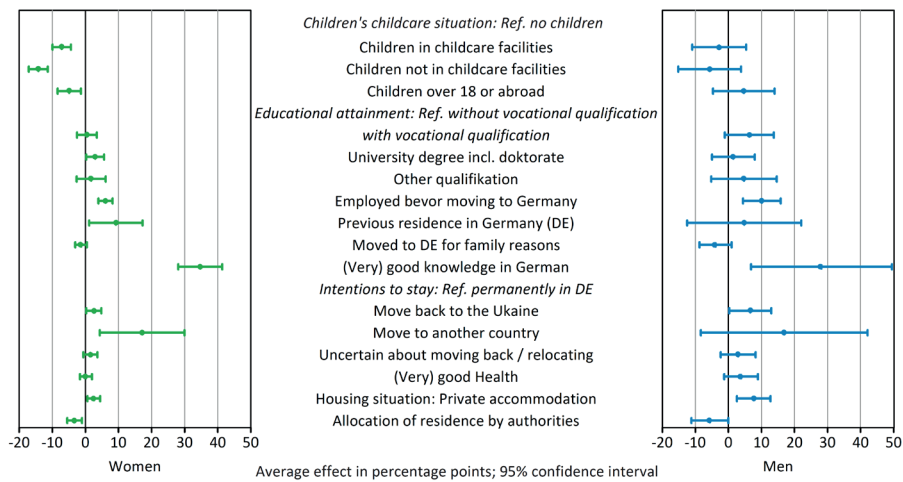 Children's childcare situation: Ref. no children
Children in childcare facilities
Children not in childcare facilities
Children over 18 or abroad
Educational attainment: Ref. without vocational qualification
with vocational qualification
University degree incl. doktorate
Other qualifikation
Employed bevor moving to Germany
Previous residence in Germany (DE)
Moved to DE for family reasons
(Very) good knowledge in German
Intentions to stay: Ref. permanently in DE
Move back to the Ukaine
Move to another country
Uncertain about moving back / relocating
(Very) good Health
Housing situation: Private accommodation
Allocation of residence by authorities
-20 -10 0 10 20 30 40 50
Women
-20 -10 0 10 20 30 40 50
Men
Average effect in percentage points; 95% confidence interval